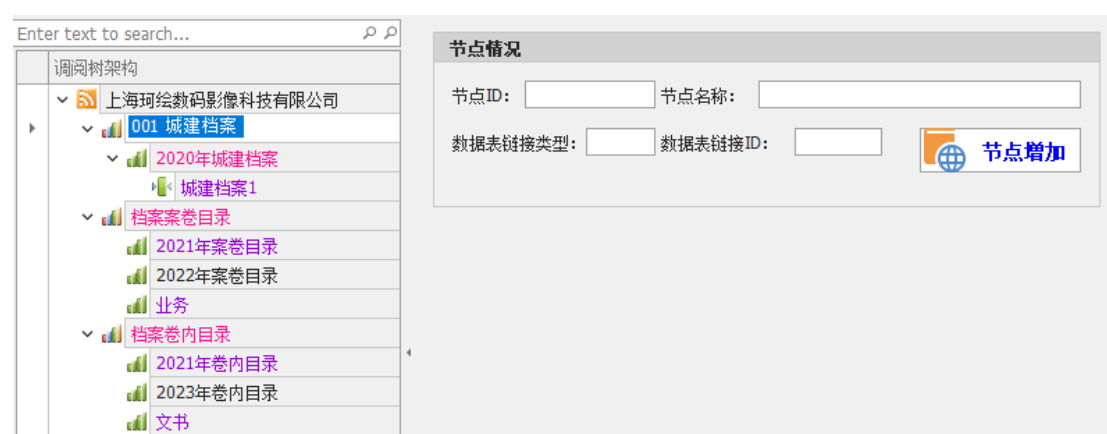 Enter text to search...
调阅树架构
上海珂绘数码影像科技有限公司
001 城建档案
2020年城建档案
城建档案1
档案案卷目录
2021年案卷目录
2022年案卷目录
业务
档案卷内目录
2021年卷内目录
2023年卷内目录
文书
节点情况
节点ID: 节点名称:
数据表链接类型: 数据表链接ID: 节点增加